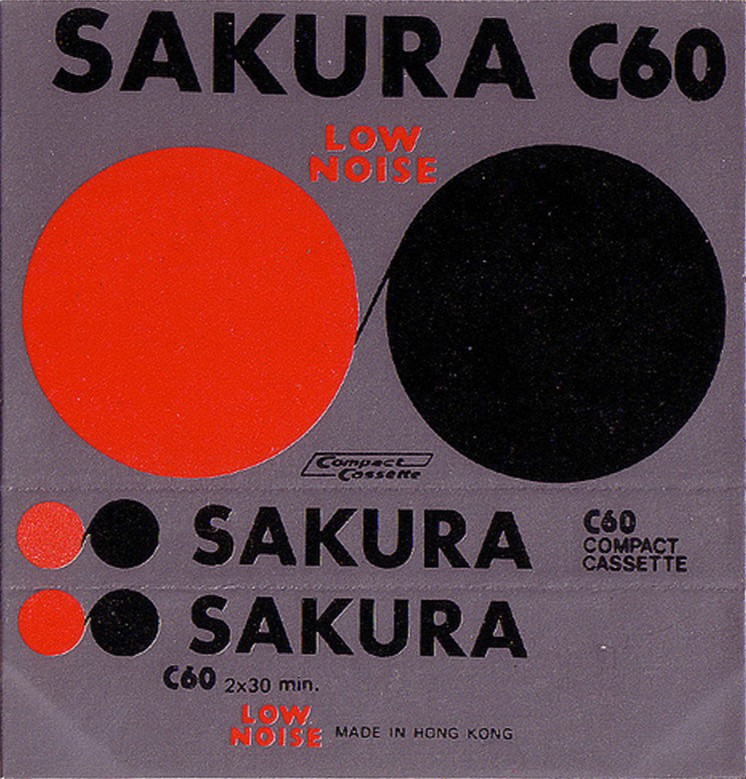 SAKURA C60
LOW
NOISE
Compact
Cassette
SAKURA
C60
COMPACT
CASSETTE
SAKURA
C60 2x30 min.
LOW
NOISE
MADE IN HONG KONG